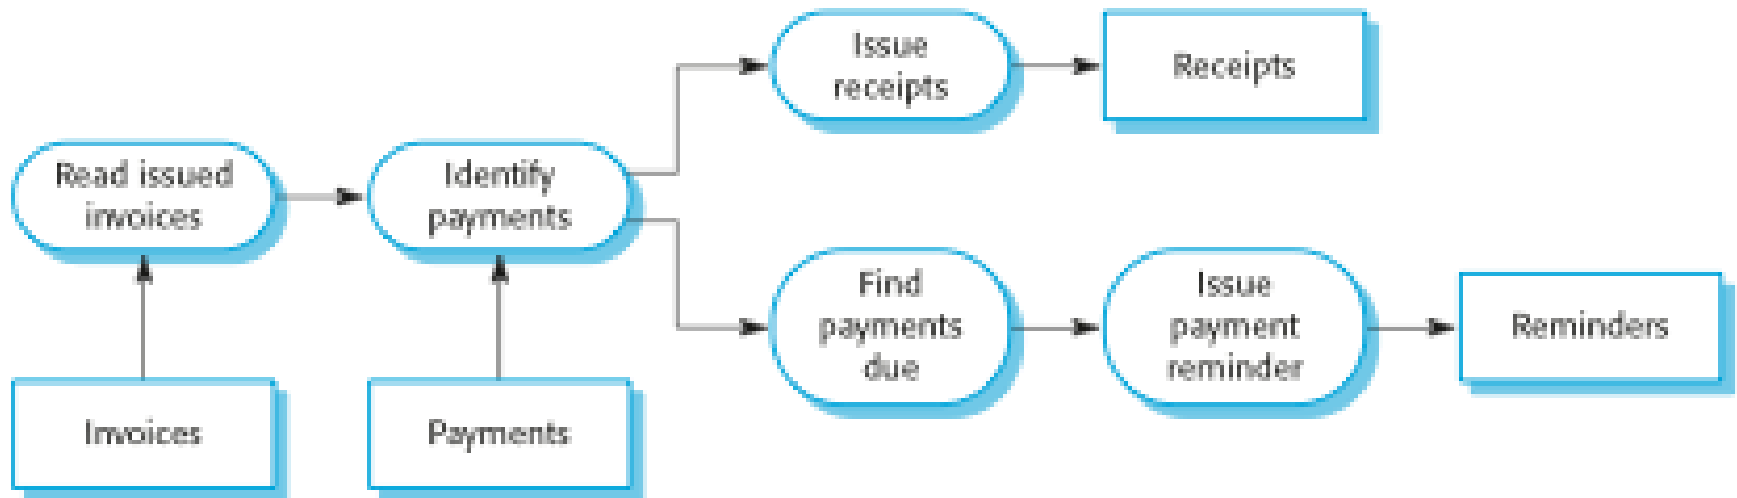 Issue
receipts
Receipts
Read issued
invoices
Identify
payments
Find
payments
due
Issue
payment
reminder
Reminders
Invoices
Payments